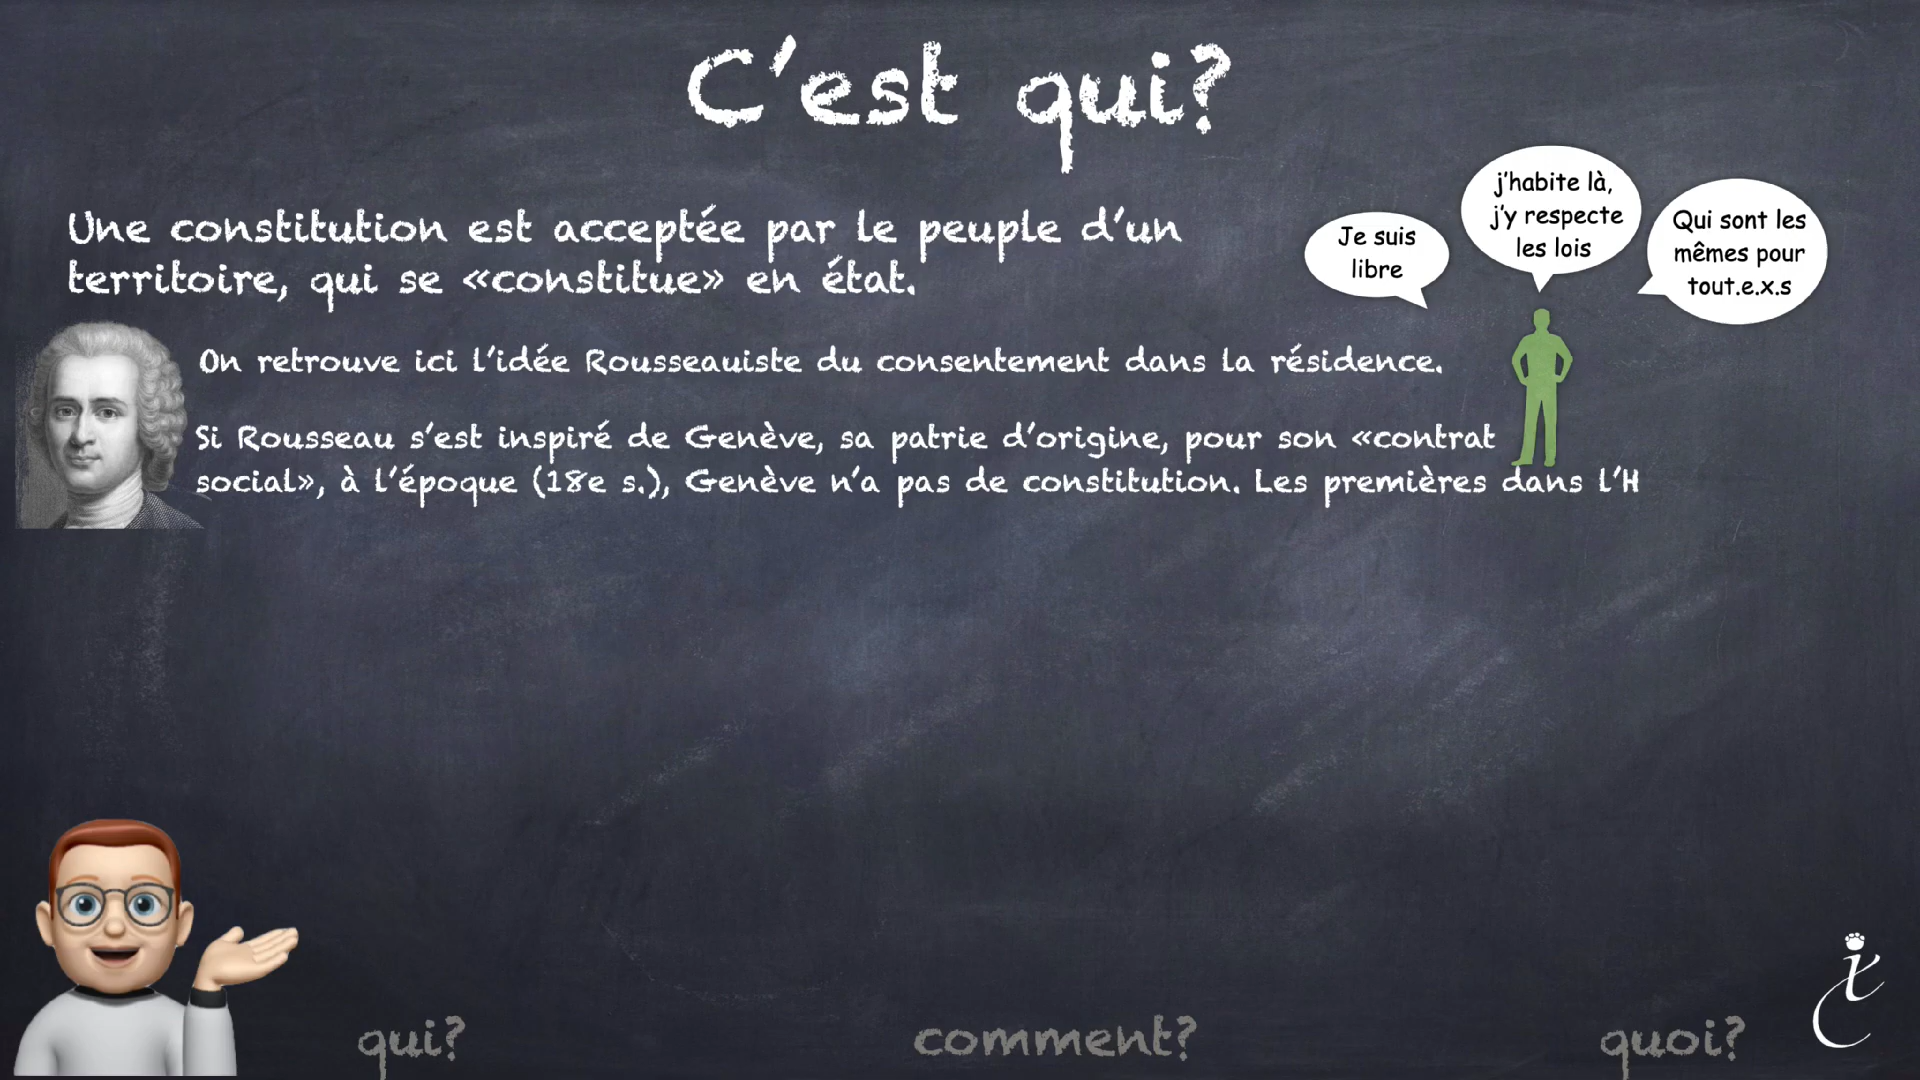 C'est qui?
Une constitution est acceptée par le peuple d'un
territoire, qui se «constitue» en état.
Je suis
libre
j'habite là,
j'y respecte
les lois
Qui sont les
mêmes pour
tout.e.x.s
On retrouve ici l'idée Rousseauiste du consentement dans la résidence.
Si Rousseau s'est inspiré de Genève, sa patrie d'origine, pour son «contrat
social», à l'époque (18e s.), Genève n'a pas de constitution. Les premières dans l'H
qui?
comment?
quoi?